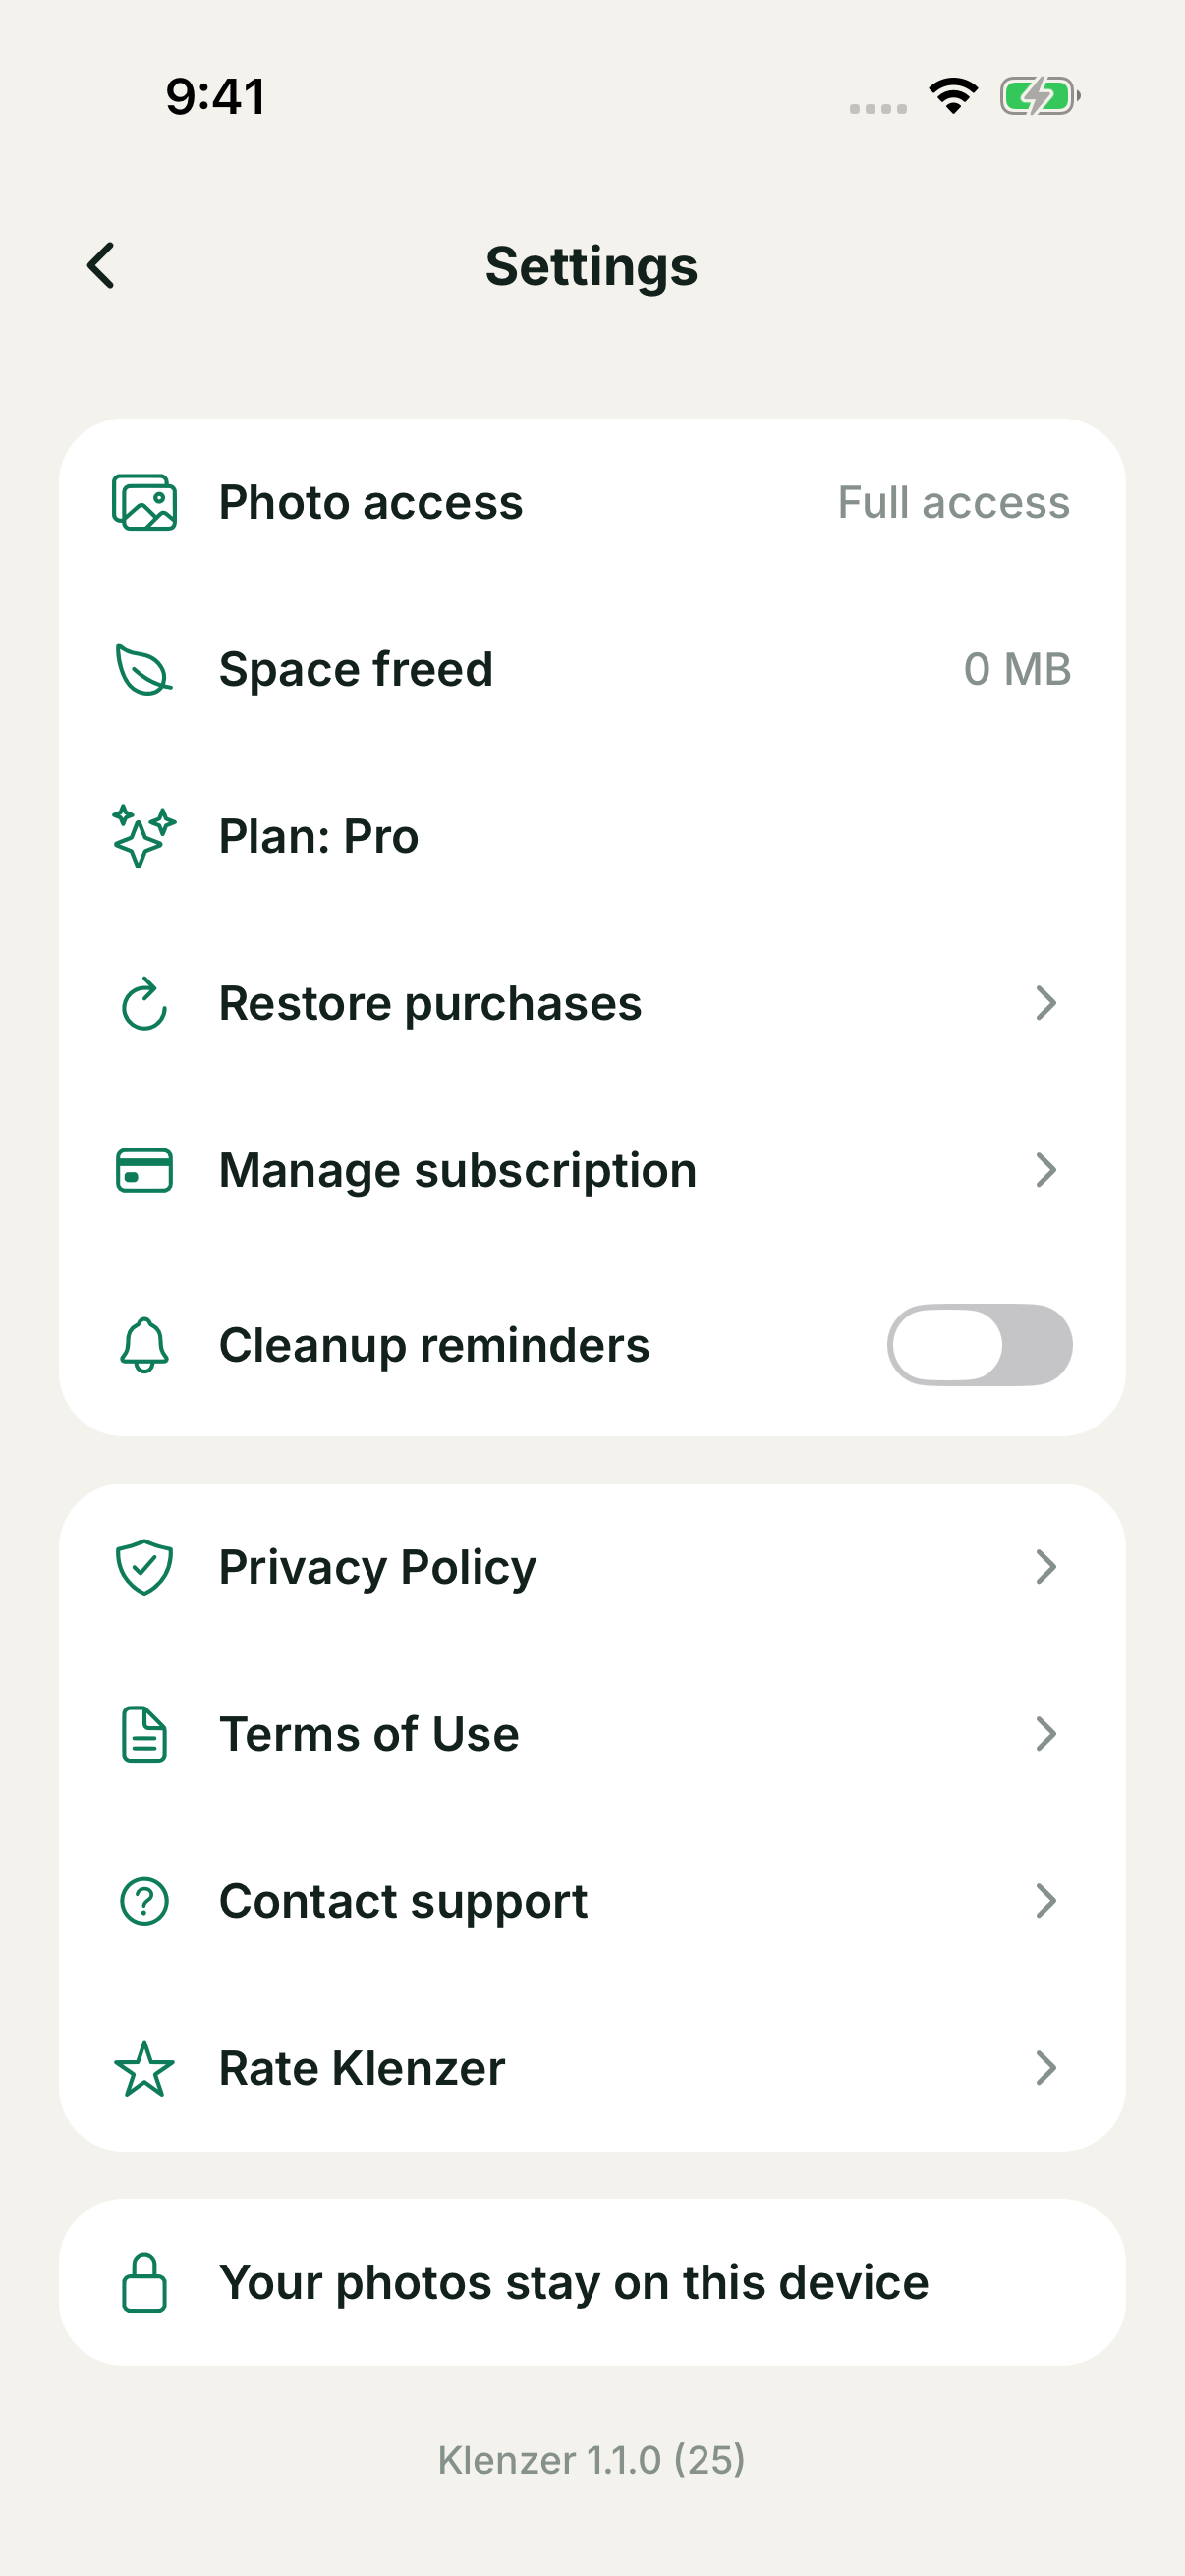 9:41
Settings
Photo access Full access
Space freed 0 MB
Plan: Pro
Restore purchases
Manage subscription
Cleanup reminders
Privacy Policy
Terms of Use
Contact support
Rate Klenzer
Your photos stay on this device
Klenzer 1.1.0 (25)